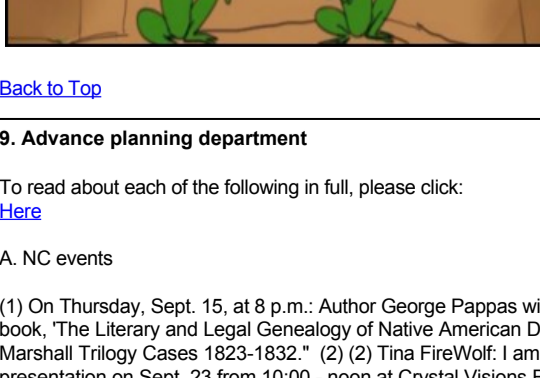 Back to Top
9. Advance planning department
To read about each of the following in full, please click:
Here
A. NC events
(1) On Thursday, Sept. 15, at 8 p.m.: Author George Pappas wi
book, 'The Literary and Legal Genealogy of Native American D
Marshall Trilogy Cases 1823-1832." (2) (2) Tina FireWolf: I am
presentation on Sept. 23 from 10:00 - noon at Crystal Visions